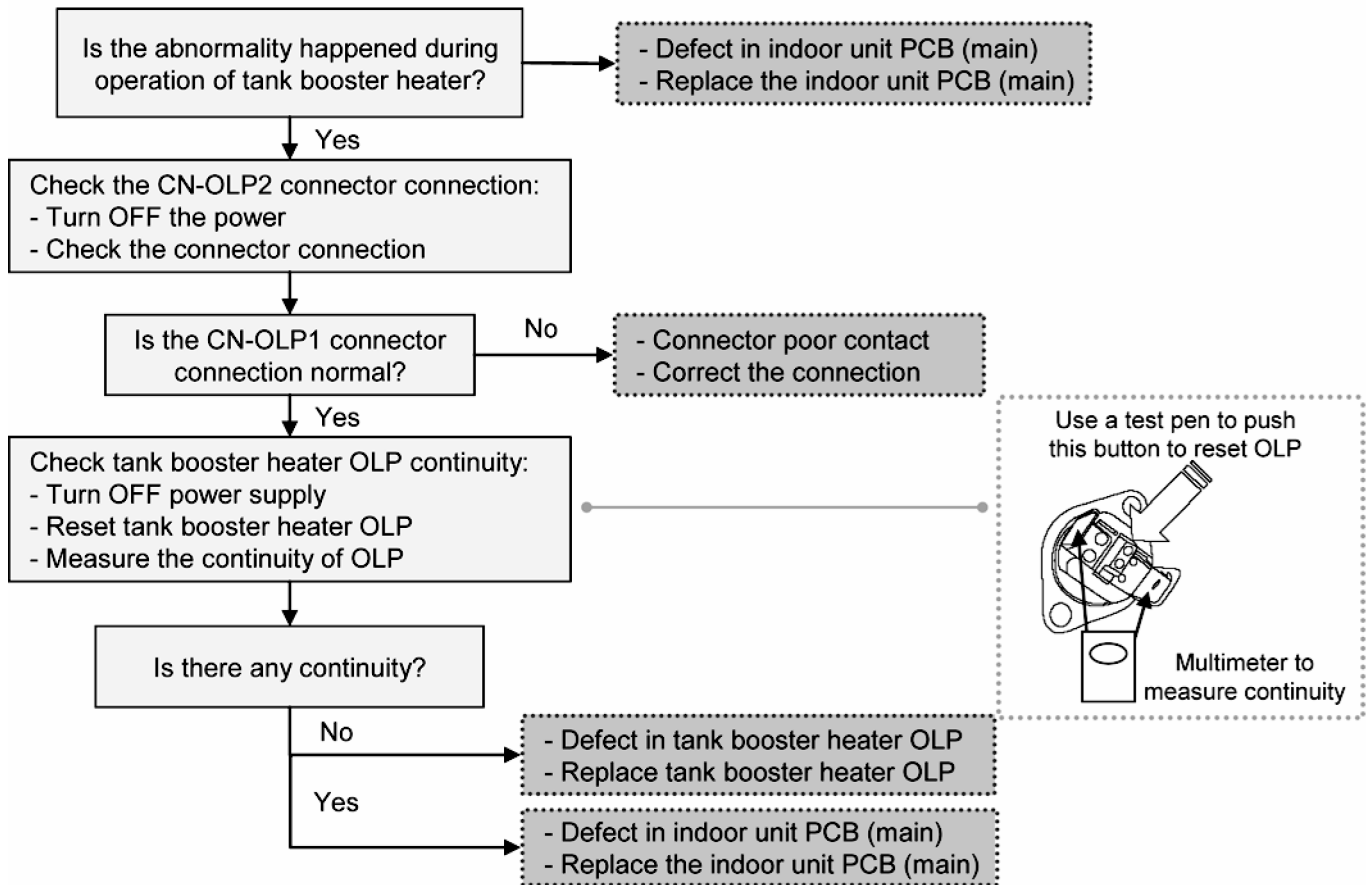 Is the abnormality happened during
operation of tank booster heater?
- Defect in indoor unit PCB (main)
- Replace the indoor unit PCB (main)
Yes
Check the CN-OLP2 connector connection:
- Turn OFF the power
- Check the connector connection
Is the CN-OLP1 connector
connection normal?
No
- Connector poor contact
- Correct the connection
Yes
Check tank booster heater OLP continuity:
- Turn OFF power supply
- Reset tank booster heater OLP
- Measure the continuity of OLP
Use a test pen to push
this button to reset OLP
Multimeter to
measure continuity
Is there any continuity?
No
- Defect in tank booster heater OLP
- Replace tank booster heater OLP
Yes
- Defect in indoor unit PCB (main)
- Replace the indoor unit PCB (main)